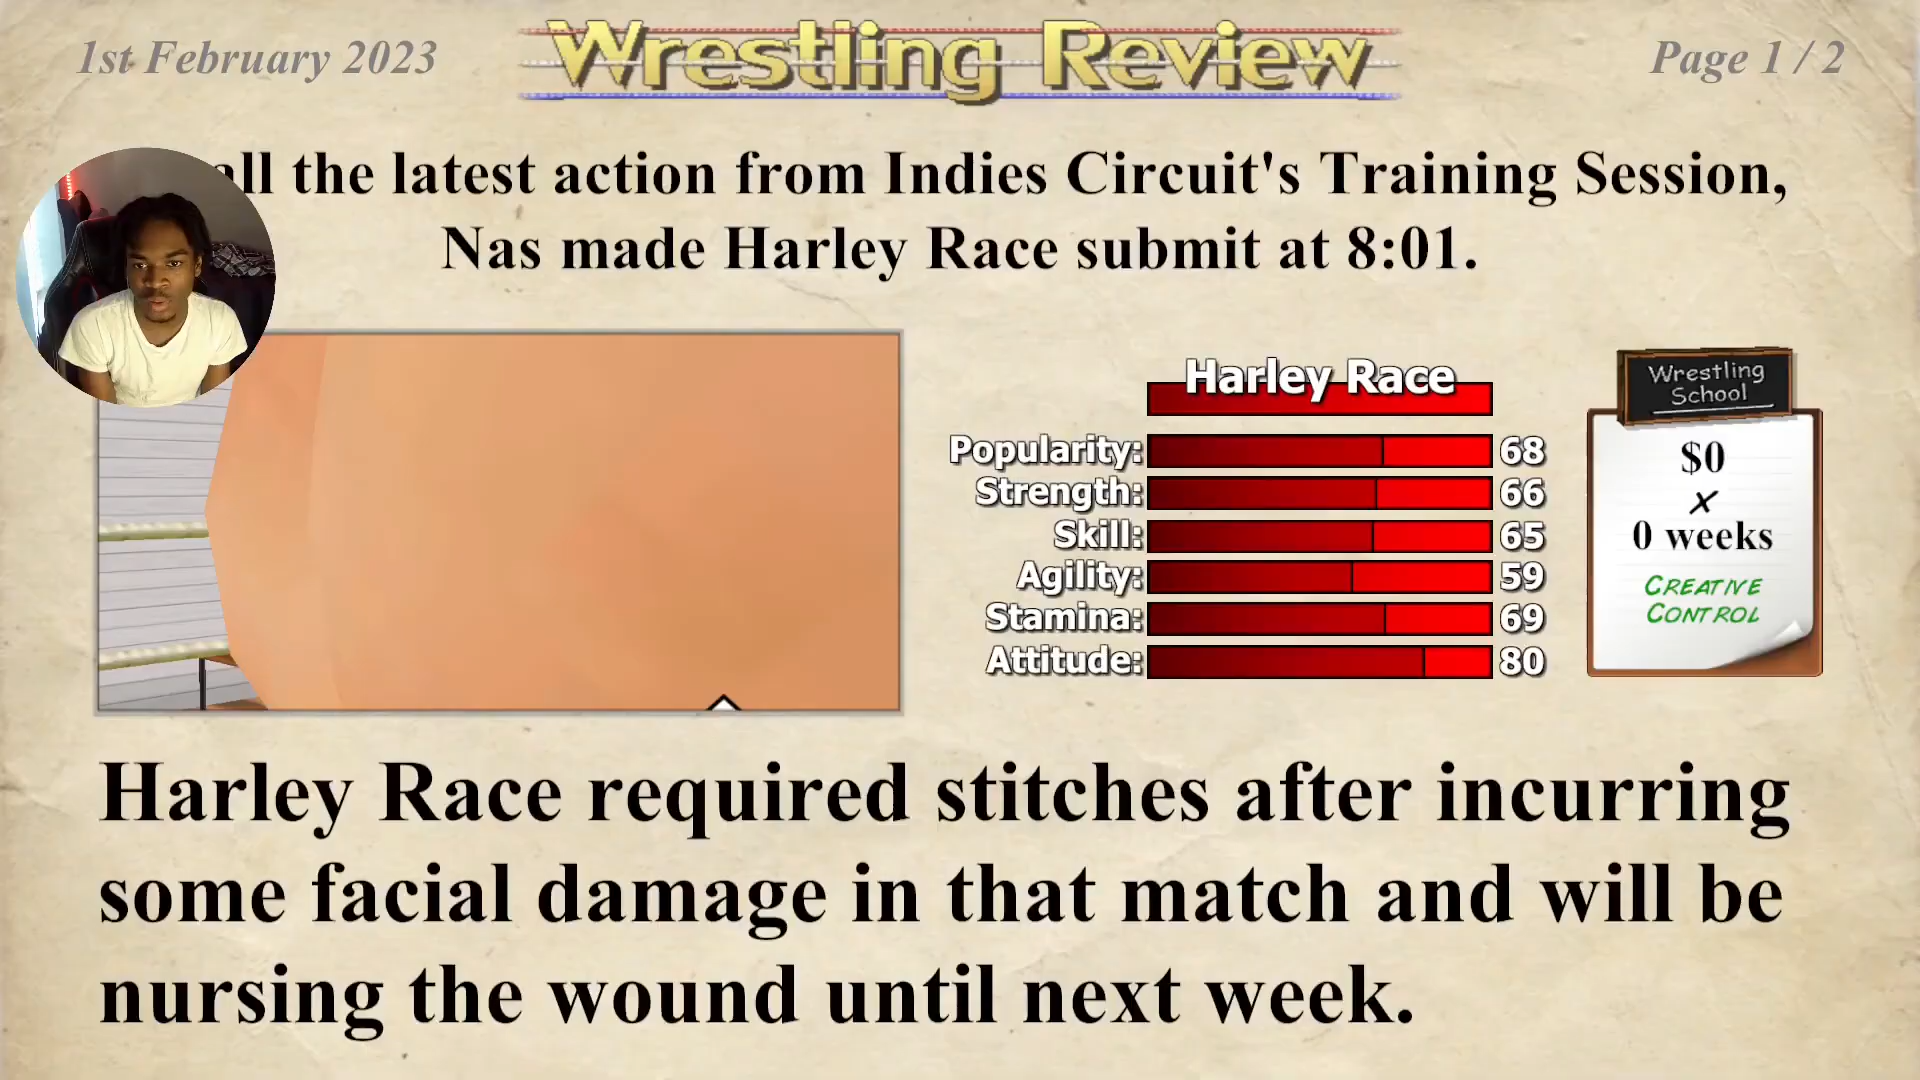 1st February 2023
Wrestling Review
Page 1 / 2
all the latest action from Indies Circuit's Training Session,
Nas made Harley Race submit at 8:01.
Harley Race
Popularity: 68
Strength: 66
Skill: 65
Agility: 59
Stamina: 69
Attitude: 80
Wrestling
School
$0
x
0 weeks
CREATIVE
CONTROL
Harley Race required stitches after incurring
some facial damage in that match and will be
nursing the wound until next week.